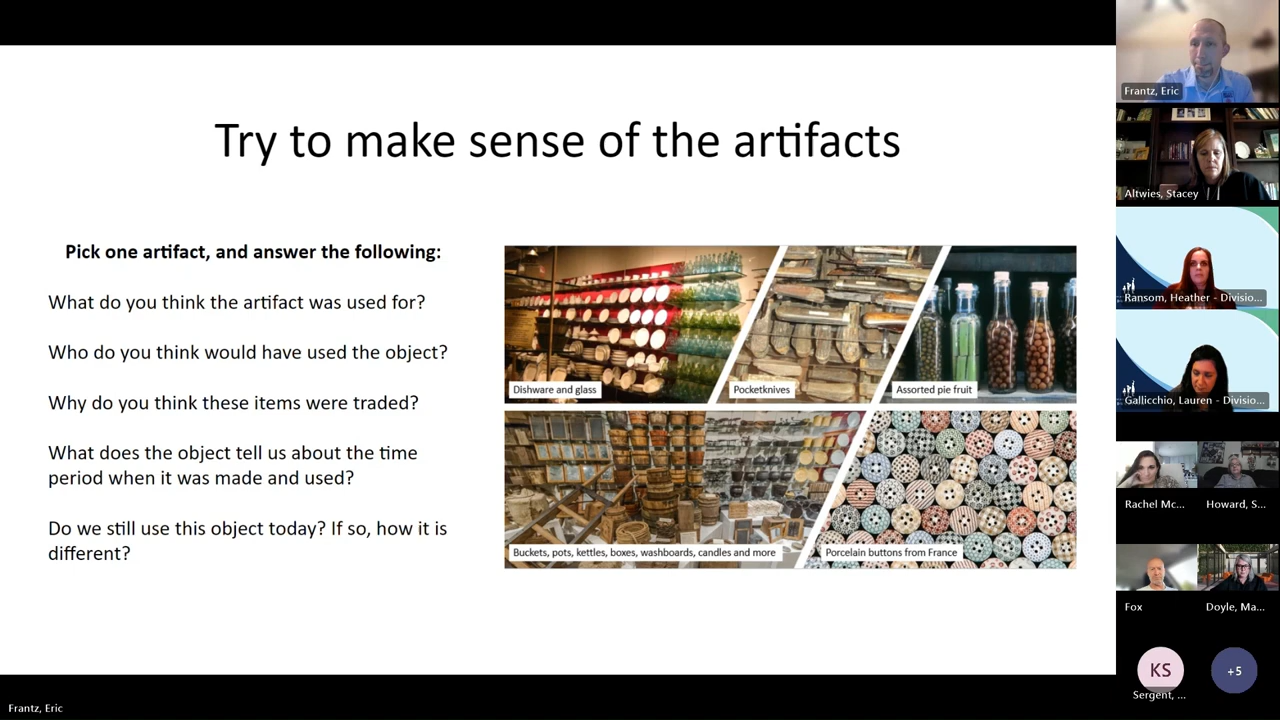 Try to make sense of the artifacts
Pick one artifact, and answer the following:
What do you think the artifact was used for?
Who do you think would have used the object?
Why do you think these items were traded?
What does the object tell us about the time
period when it was made and used?
Do we still use this object today? If so, how it is
different?
Dishware and glass
Pocketknives
Assorted pie fruit
Buckets, pots, kettles, boxes, washboards, candles and more
Porcelain buttons from France
Frantz, Eric
Altwies, Stacey
Ransom, Heather - Divisio...
Gallicchio, Lauren - Divisio...
Rachel Mc...
Howard, S...
Fox
Doyle, Ma...
KS
Sergent, ...
+5
Frantz, Eric